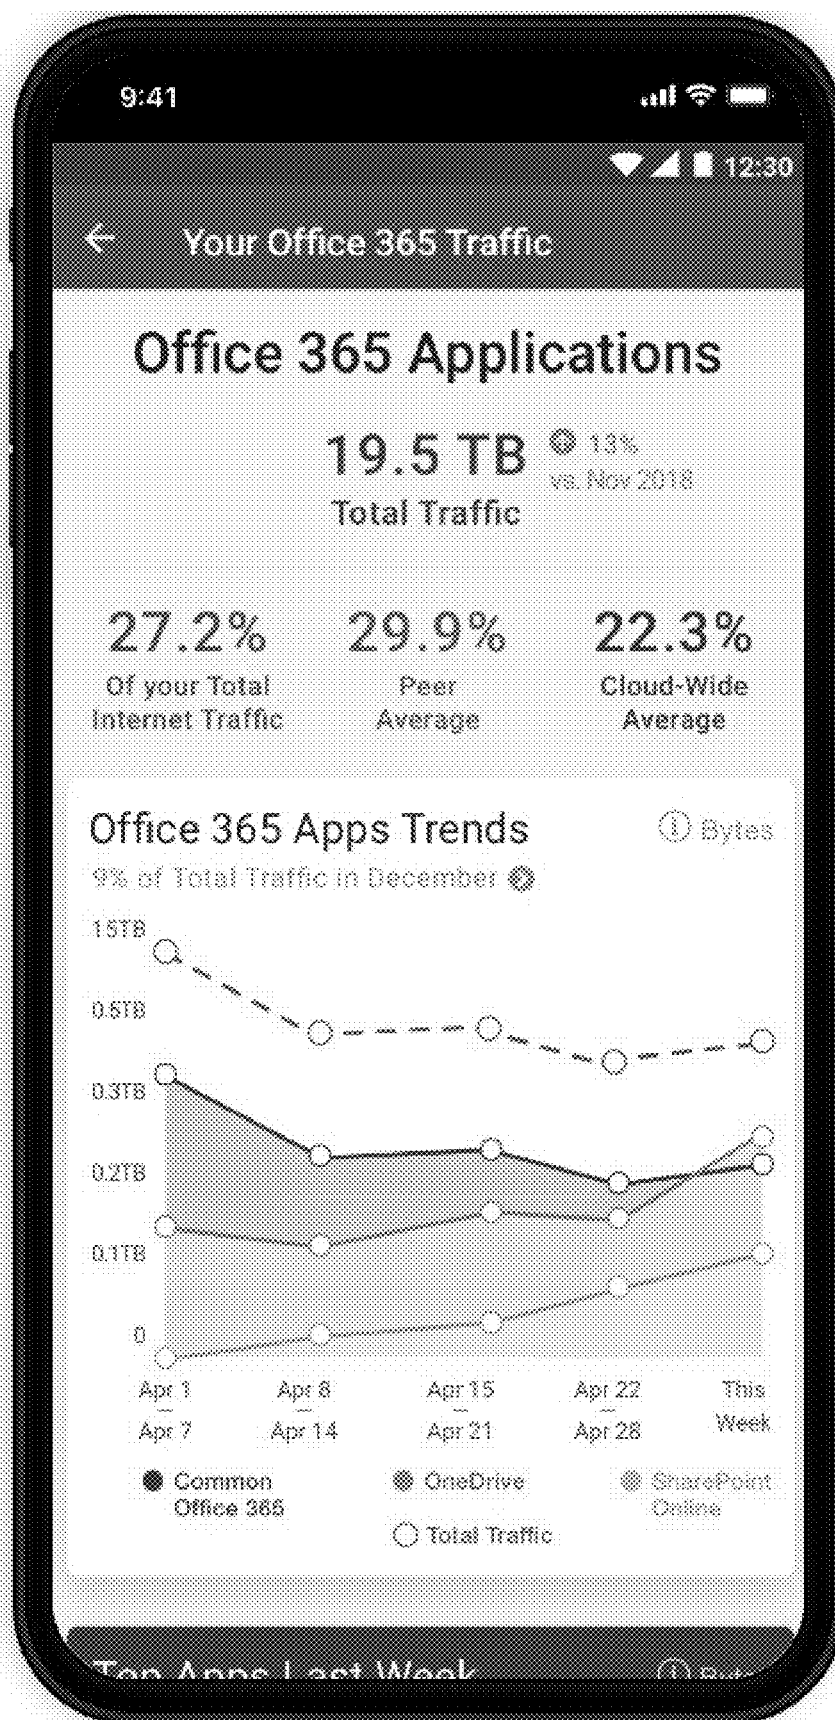 9:41
12:30
Your Office 365 Traffic
Office 365 Applications
19.5 TB
13%
vs. Nov 2018
Total Traffic
27.2%
Of your Total
Internet Traffic
29.9%
Peer
Average
22.3%
Cloud-Wide
Average
Office 365 Apps Trends
Bytes
9% of Total Traffic in December
1.5TB
0.5TB
0.3TB
0.2TB
0.1TB
0
Apr 1
—
Apr 7
Apr 8
—
Apr 14
Apr 15
—
Apr 21
Apr 22
—
Apr 28
This
Week
Common
Office 365
OneDrive
SharePoint
Online
Total Traffic
Top Apps Last Week